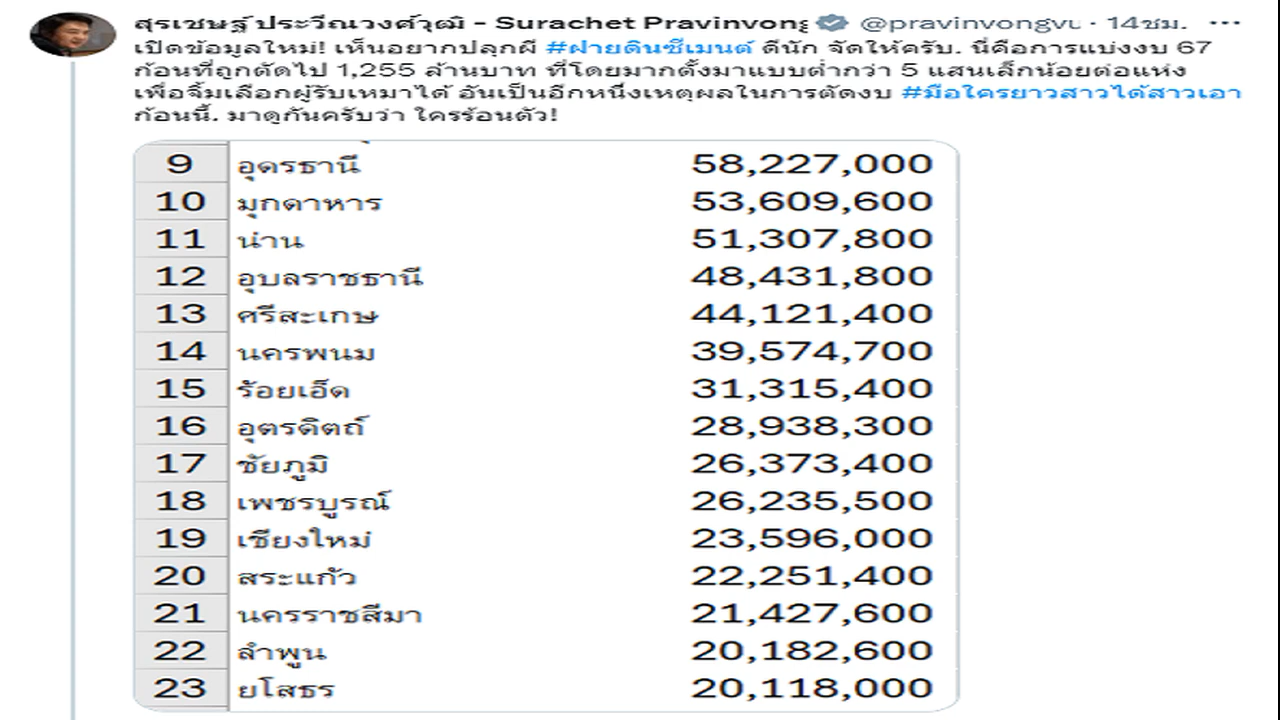 สุรเชษฐ์ ประวีณวงศ์วุฒิ - Surachet Pravinvong @pravinvongvu · 14ชม.
เปิดข้อมูลใหม่! เห็นอยากปลุกผี #ฝายดินซีเมนต์ ดีนัก จัดให้ครับ. นี่คือการแบ่งงบ 67
ก้อนที่ถูกตัดไป 1,255 ล้านบาท ที่โดยมากตั้งมาแบบต่ำกว่า 5 แสนเล็กน้อยต่อแห่ง
เพื่อจิ้มเลือกผู้รับเหมาได้ อันเป็นอีกหนึ่งเหตุผลในการตัดงบ #มือใครยาวสาวได้สาวเอา
ก้อนนี้. มาดูกันครับว่า ใครร้อนตัว!
9 อุดรธานี 58,227,000
10 มุกดาหาร 53,609,600
11 น่าน 51,307,800
12 อุบลราชธานี 48,431,800
13 ศรีสะเกษ 44,121,400
14 นครพนม 39,574,700
15 ร้อยเอ็ด 31,315,400
16 อุตรดิตถ์ 28,938,300
17 ชัยภูมิ 26,373,400
18 เพชรบูรณ์ 26,235,500
19 เชียงใหม่ 23,596,000
20 สระแก้ว 22,251,400
21 นครราชสีมา 21,427,600
22 ลำพูน 20,182,600
23 ยโสธร 20,118,000